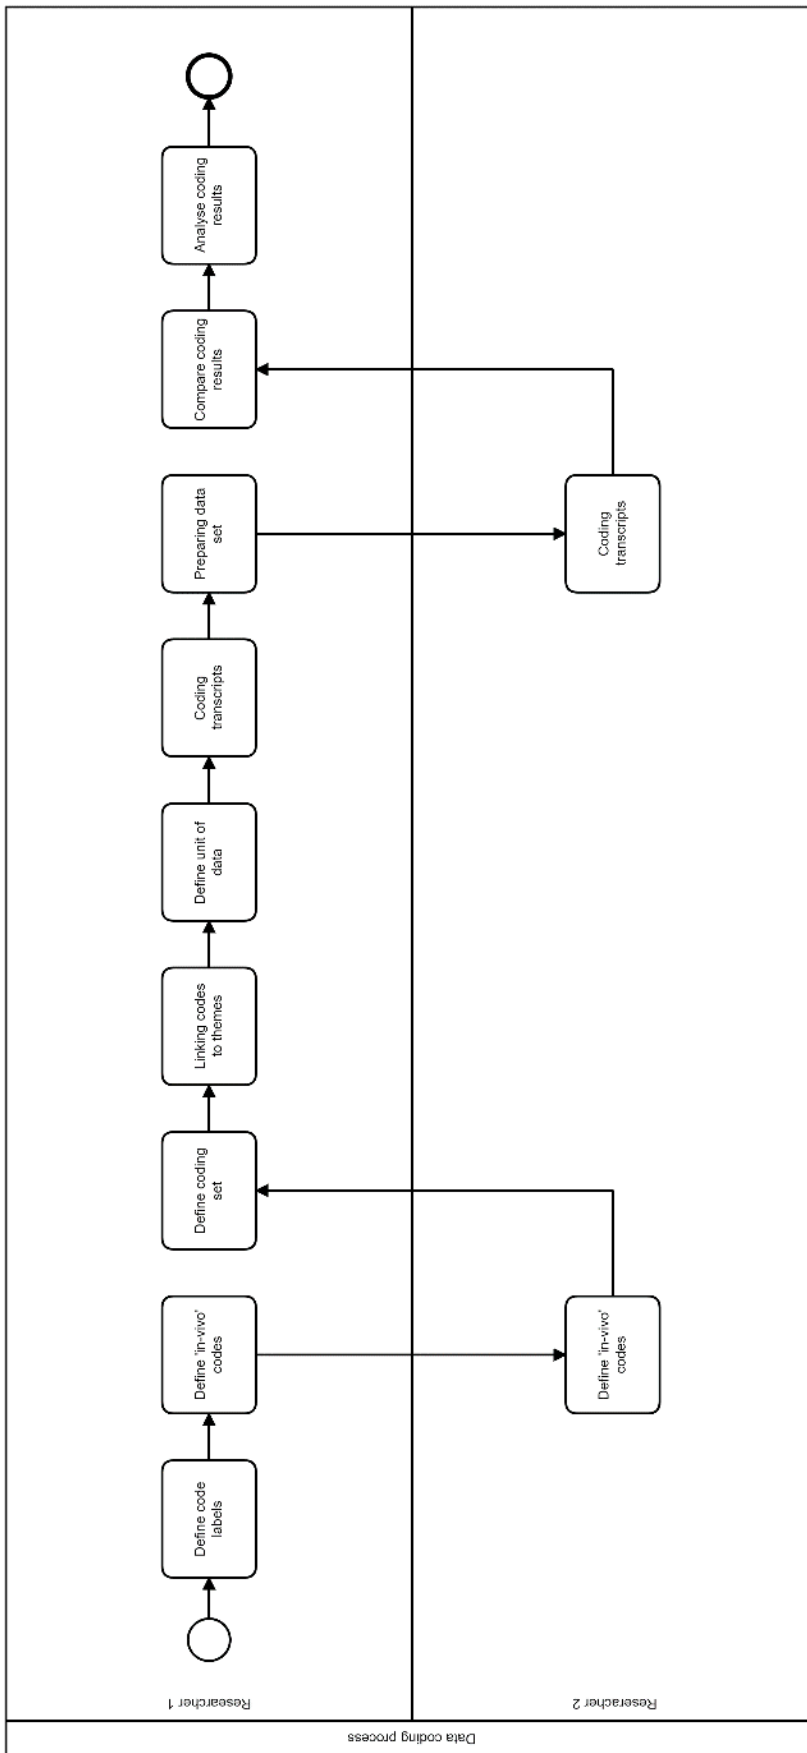 Data coding process
Researcher 1
Reseracher 2
Define code
labels
Define 'in-vivo'
codes
Define 'in-vivo'
codes
Define coding
set
Linking codes
to themes
Define unit of
data
Coding
transcripts
Preparing data
set
Coding
transcripts
Compare coding
results
Analyse coding
results